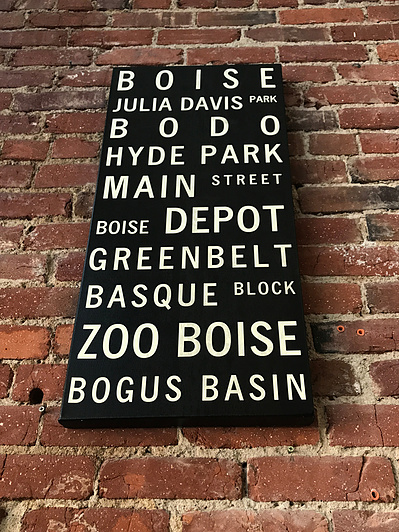 BOISE
JULIA DAVIS PARK
BODO
HYDE PARK
MAIN STREET
BOISE DEPOT
GREENBELT
BASQUE BLOCK
ZOO BOISE
BOGUS BASIN